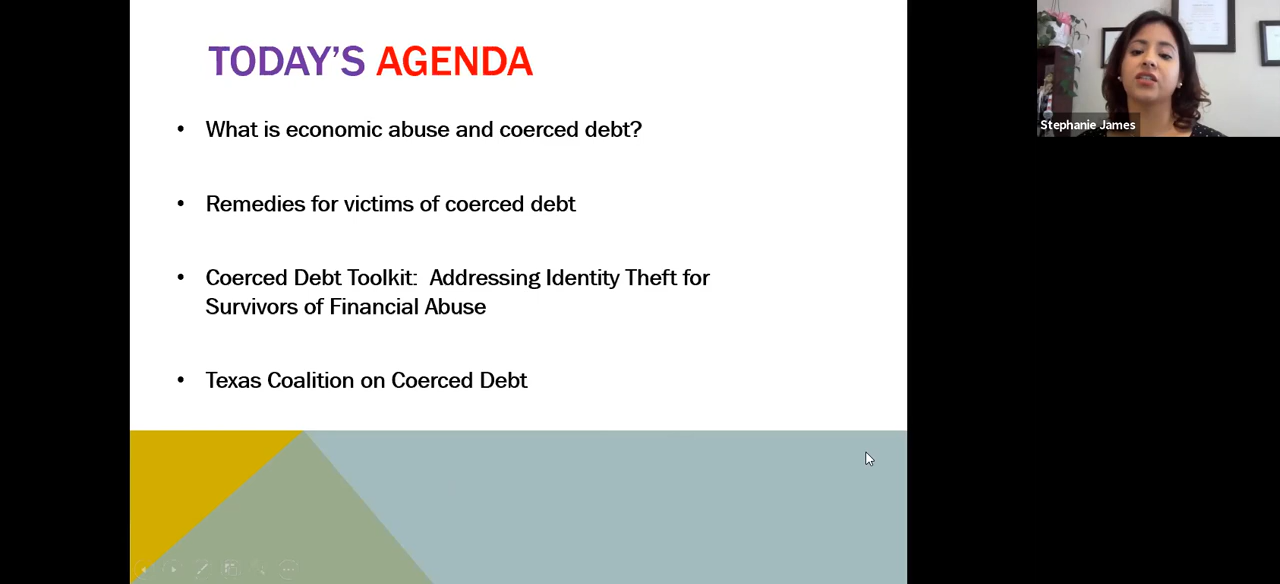 TODAY'S AGENDA
• What is economic abuse and coerced debt?
• Remedies for victims of coerced debt
• Coerced Debt Toolkit:  Addressing Identity Theft for
Survivors of Financial Abuse
• Texas Coalition on Coerced Debt
Stephanie James